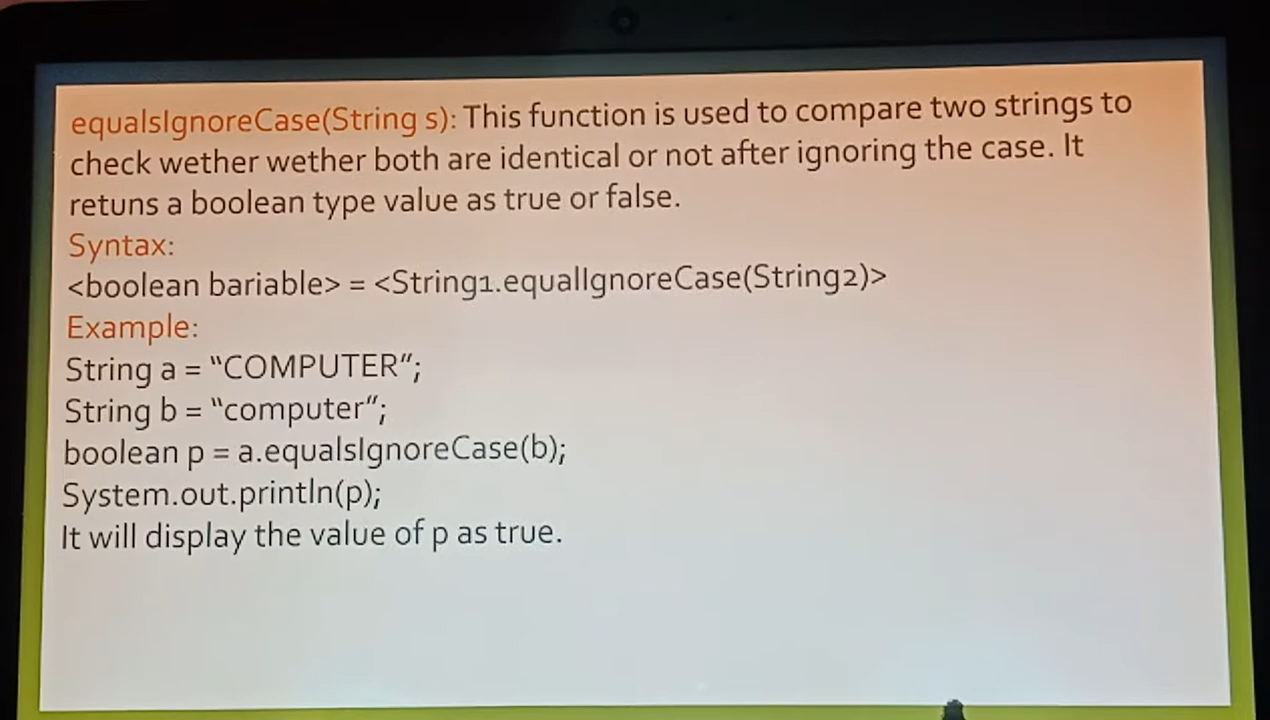 equalsIgnoreCase(String s): This function is used to compare two strings to
check wether wether both are identical or not after ignoring the case. It
retuns a boolean type value as true or false.
Syntax:
<boolean bariable> = <String1.equalIgnoreCase(String2)>
Example:
String a = “COMPUTER”;
String b = “computer”;
boolean p = a.equalsIgnoreCase(b);
System.out.println(p);
It will display the value of p as true.